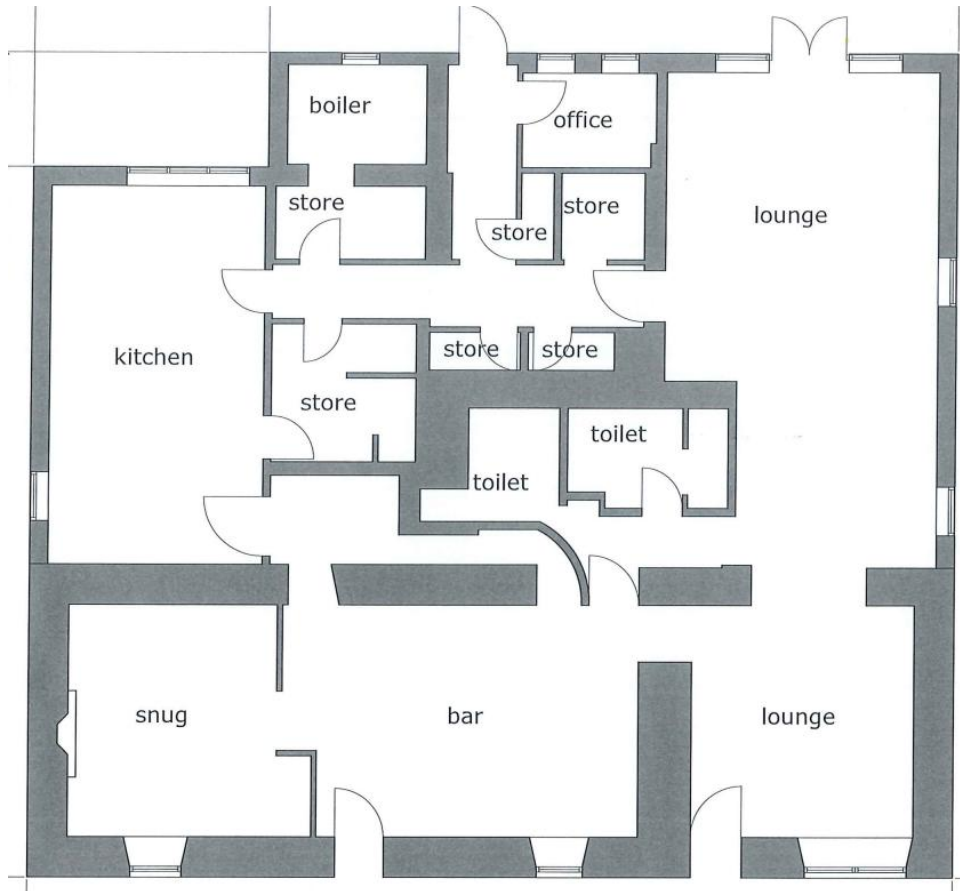 boiler
office
store
store
store
lounge
kitchen
store
store
store
toilet
toilet
snug
bar
lounge